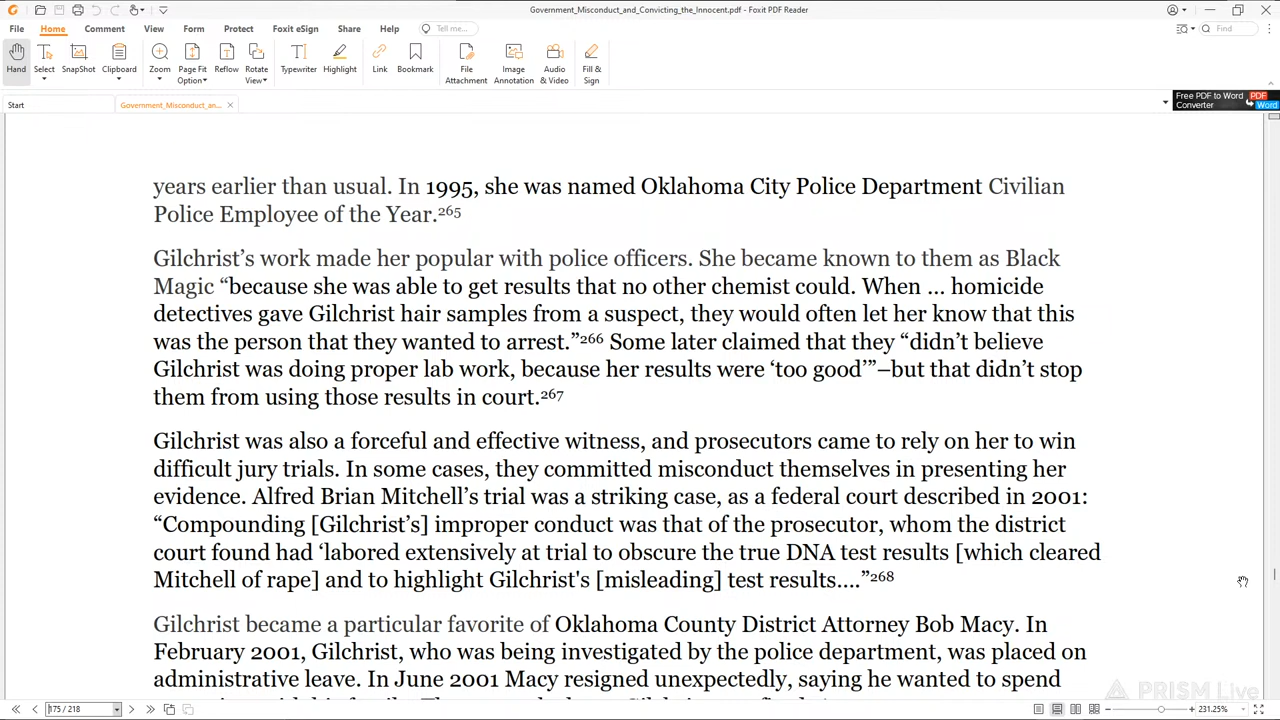 Government_Misconduct_and_Convicting_the_Innocent.pdf - Foxit PDF Reader
File Home Comment View Form Protect Foxit eSign Share Help Tell me... Find
Hand Select SnapShot Clipboard Zoom Page Fit Option Reflow Rotate View Typewriter Highlight Link Bookmark File Attachment Image Annotation Audio & Video Fill & Sign
Start Government_Misconduct_an... Free PDF to Word Converter PDF Word
years earlier than usual. In 1995, she was named Oklahoma City Police Department Civilian
Police Employee of the Year.265
Gilchrist’s work made her popular with police officers. She became known to them as Black
Magic “because she was able to get results that no other chemist could. When ... homicide
detectives gave Gilchrist hair samples from a suspect, they would often let her know that this
was the person that they wanted to arrest.”266 Some later claimed that they “didn’t believe
Gilchrist was doing proper lab work, because her results were ‘too good’”–but that didn’t stop
them from using those results in court.267
Gilchrist was also a forceful and effective witness, and prosecutors came to rely on her to win
difficult jury trials. In some cases, they committed misconduct themselves in presenting her
evidence. Alfred Brian Mitchell’s trial was a striking case, as a federal court described in 2001:
“Compounding [Gilchrist’s] improper conduct was that of the prosecutor, whom the district
court found had ‘labored extensively at trial to obscure the true DNA test results [which cleared
Mitchell of rape] and to highlight Gilchrist's [misleading] test results....”268
Gilchrist became a particular favorite of Oklahoma County District Attorney Bob Macy. In
February 2001, Gilchrist, who was being investigated by the police department, was placed on
administrative leave. In June 2001 Macy resigned unexpectedly, saying he wanted to spend
PRISM Live
175 / 218 231.25%